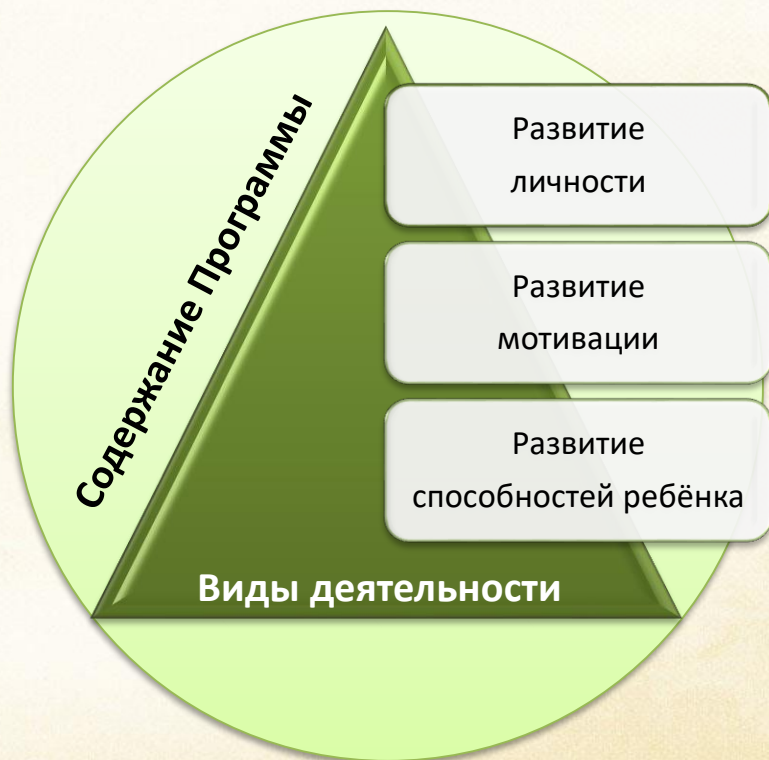 Содержание Программы
Развитие
личности
Развитие
мотивации
Развитие
способностей ребёнка
Виды деятельности